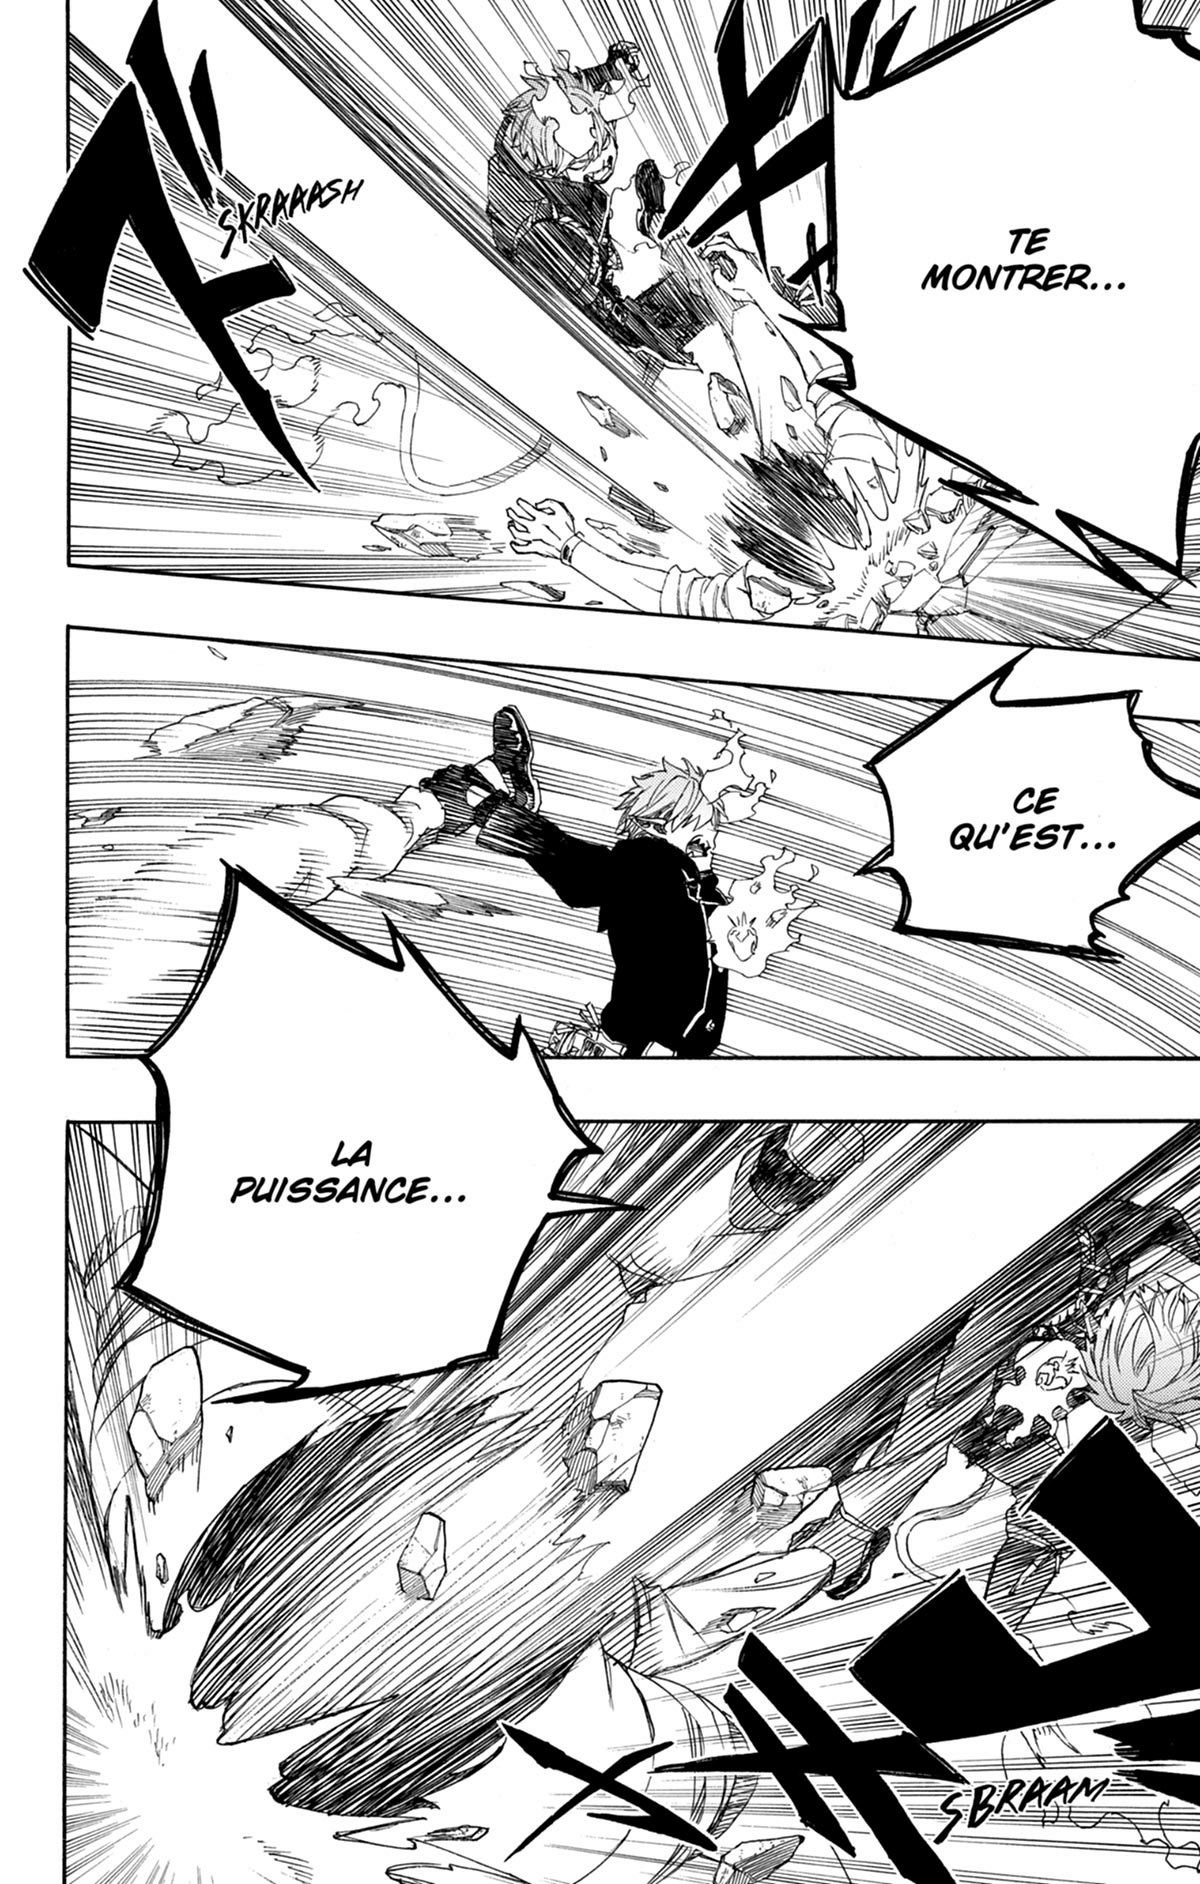 TE
MONTRER...
SKRAAASH
CE
QU'EST...
LA
PUISSANCE...
SBRAAM